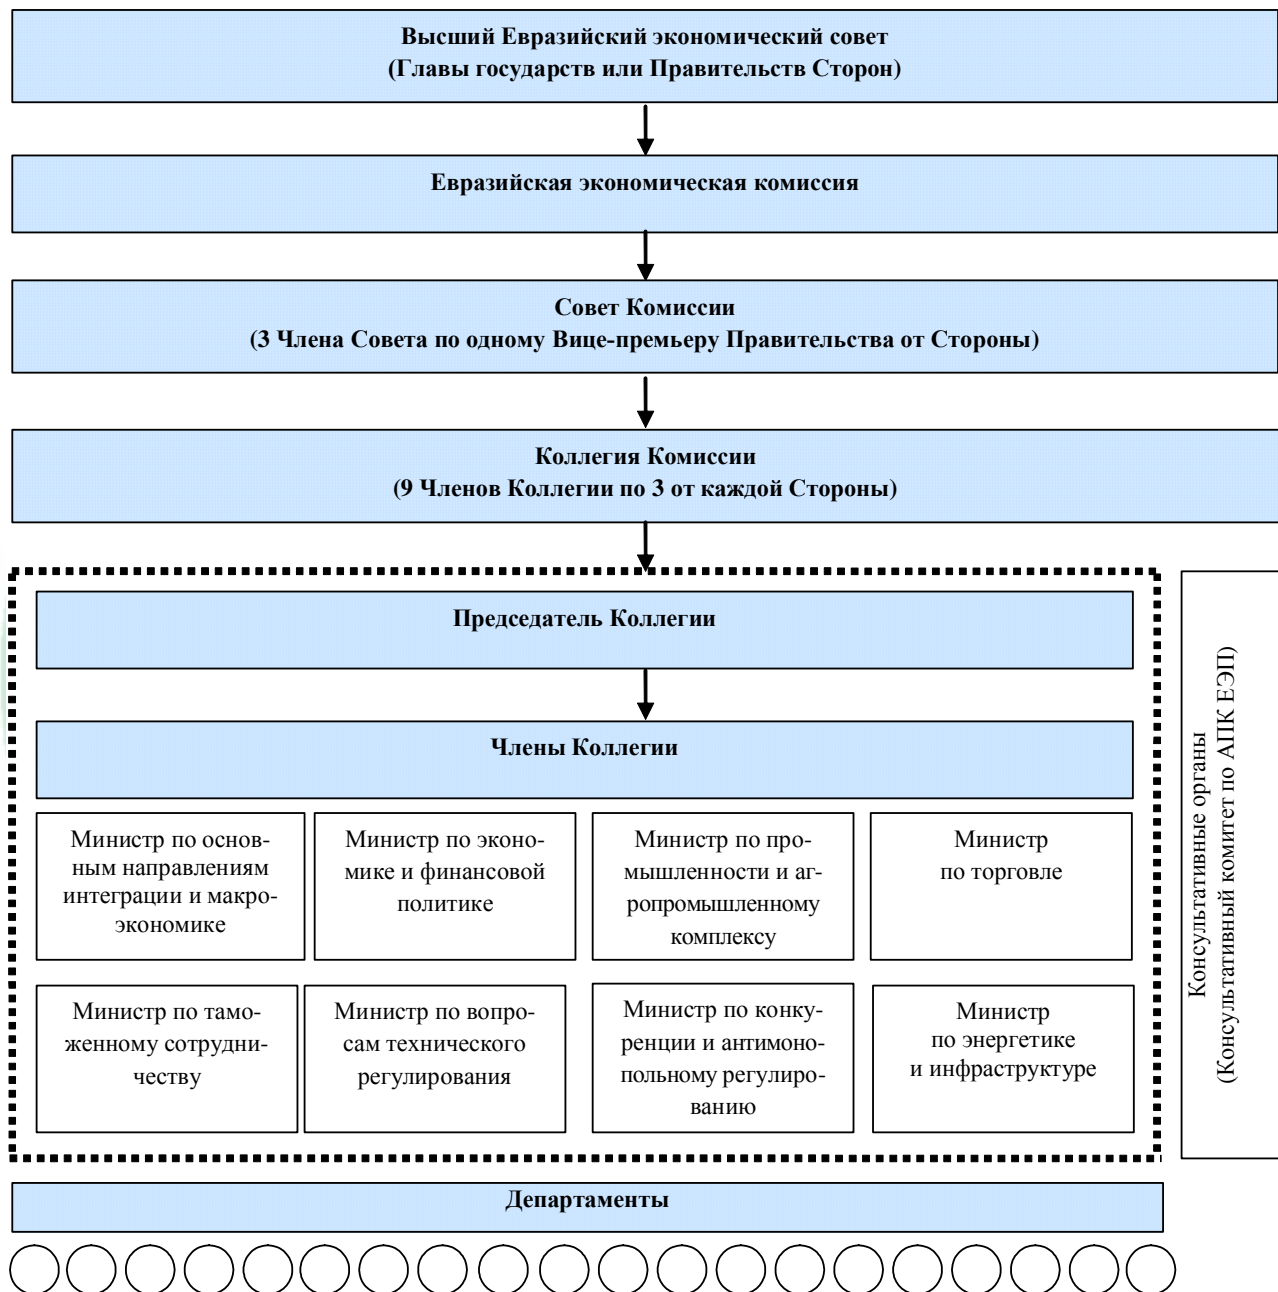 Высший Евразийский экономический совет
(Главы государств или Правительств Сторон)
Евразийская экономическая комиссия
Совет Комиссии
(3 Члена Совета по одному Вице-премьеру Правительства от Стороны)
Коллегия Комиссии
(9 Членов Коллегии по 3 от каждой Стороны)
Председатель Коллегии
Члены Коллегии
Министр по основ-
ным направлениям
интеграции и макро-
экономике
Министр по эконо-
мике и финансовой
политике
Министр по про-
мышленности и аг-
ропромышленному
комплексу
Министр
по торговле
Министр по тамо-
женному сотрудни-
честву
Министр по вопро-
сам технического
регулирования
Министр по конку-
ренции и антимоно-
польному регулиро-
ванию
Министр
по энергетике
и инфраструктуре
Консультативные органы
(Консультативный комитет по АПК ЕЭП)
Департаменты